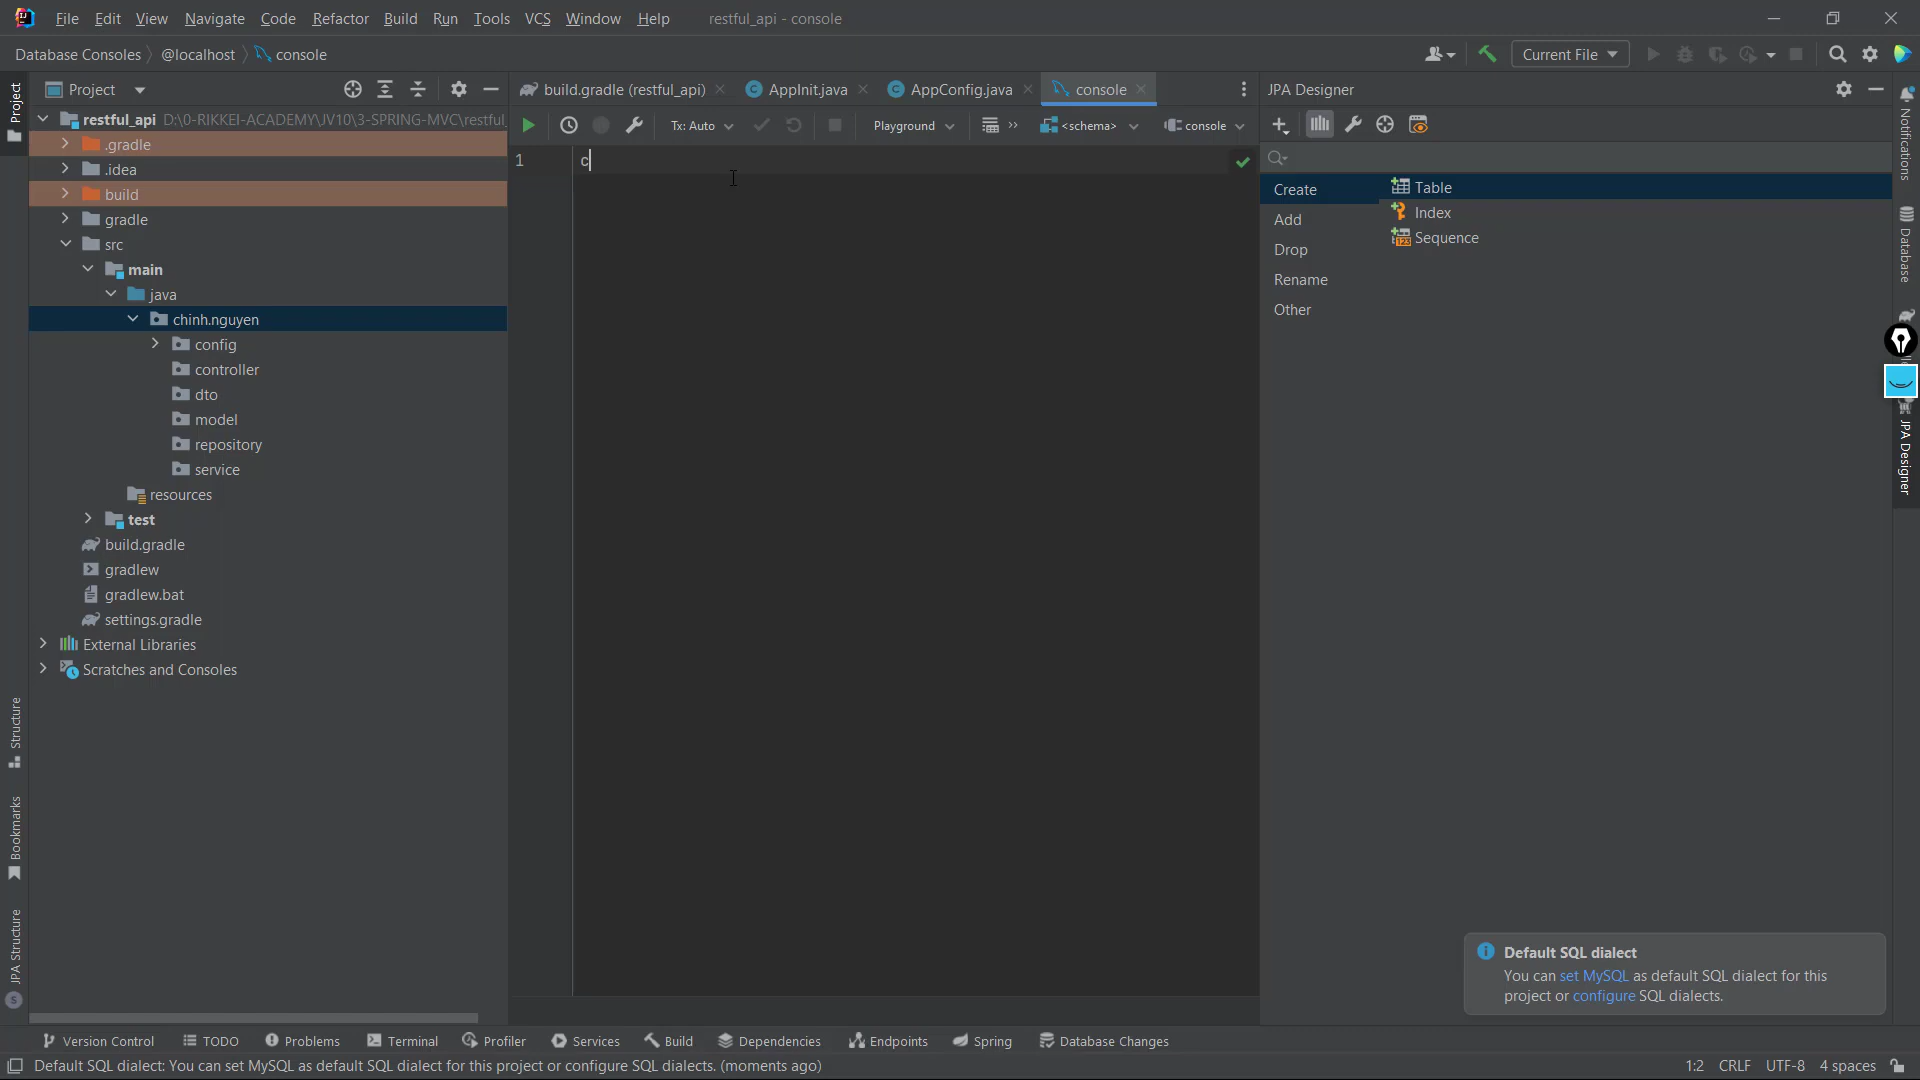 File Edit View Navigate Code Refactor Build Run Tools VCS Window Help restful_api - console
Database Consoles @localhost console
Current File
Project
build.gradle (restful_api)
AppInit.java
AppConfig.java
console
JPA Designer
Tx: Auto
Playground
<schema>
console
restful_api D:\0-RIKKEI-ACADEMY\JV10\3-SPRING-MVC\restful_
.gradle
.idea
build
gradle
src
main
java
chinh.nguyen
config
controller
dto
model
repository
service
resources
test
build.gradle
gradlew
gradlew.bat
settings.gradle
External Libraries
Scratches and Consoles
1 c
Create
Add
Drop
Rename
Other
Table
Index
Sequence
Project
Structure
Bookmarks
JPA Structure
Notifications
Database
JPA Designer
Default SQL dialect
You can set MySQL as default SQL dialect for this
project or configure SQL dialects.
Version Control TODO Problems Terminal Profiler Services Build Dependencies Endpoints Spring Database Changes
Default SQL dialect: You can set MySQL as default SQL dialect for this project or configure SQL dialects. (moments ago) 1:2 CRLF UTF-8 4 spaces